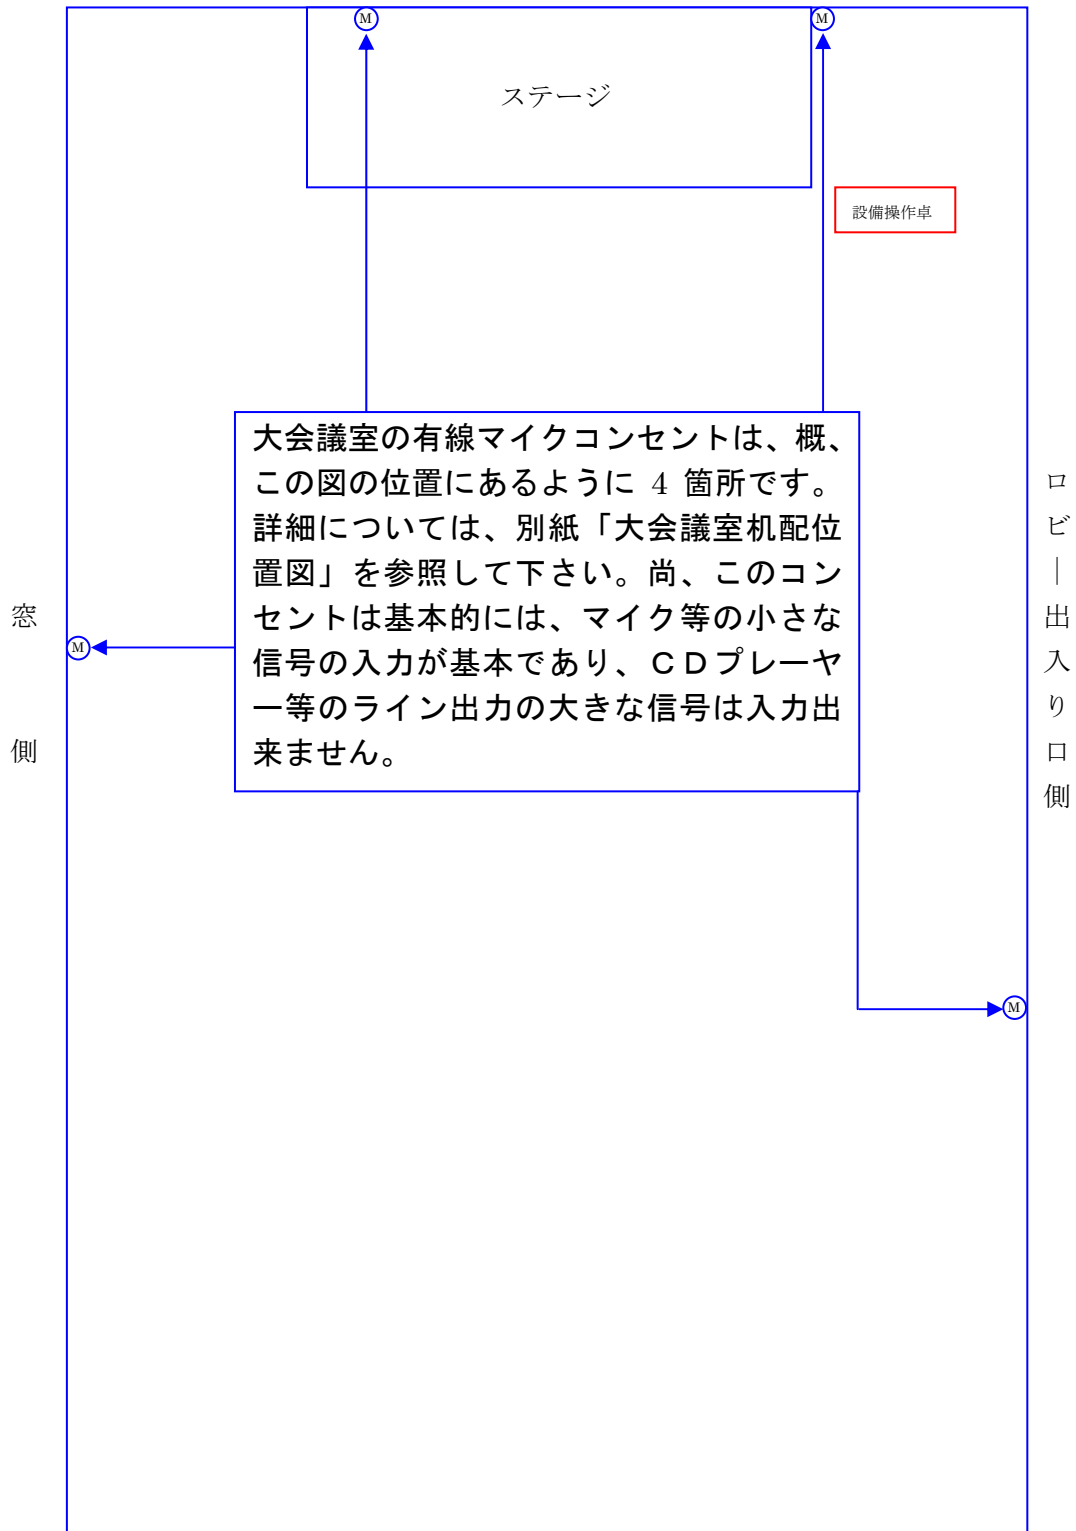 M
M
ステージ
設備操作卓
大会議室の有線マイクコンセントは、概、
この図の位置にあるように 4 箇所です。
詳細については、別紙「大会議室机配位
置図」を参照して下さい。尚、このコン
セントは基本的には、マイク等の小さな
信号の入力が基本であり、ＣＤプレーヤ
ー等のライン出力の大きな信号は入力出
来ません。
窓側
M
ロビー出入り口側
M